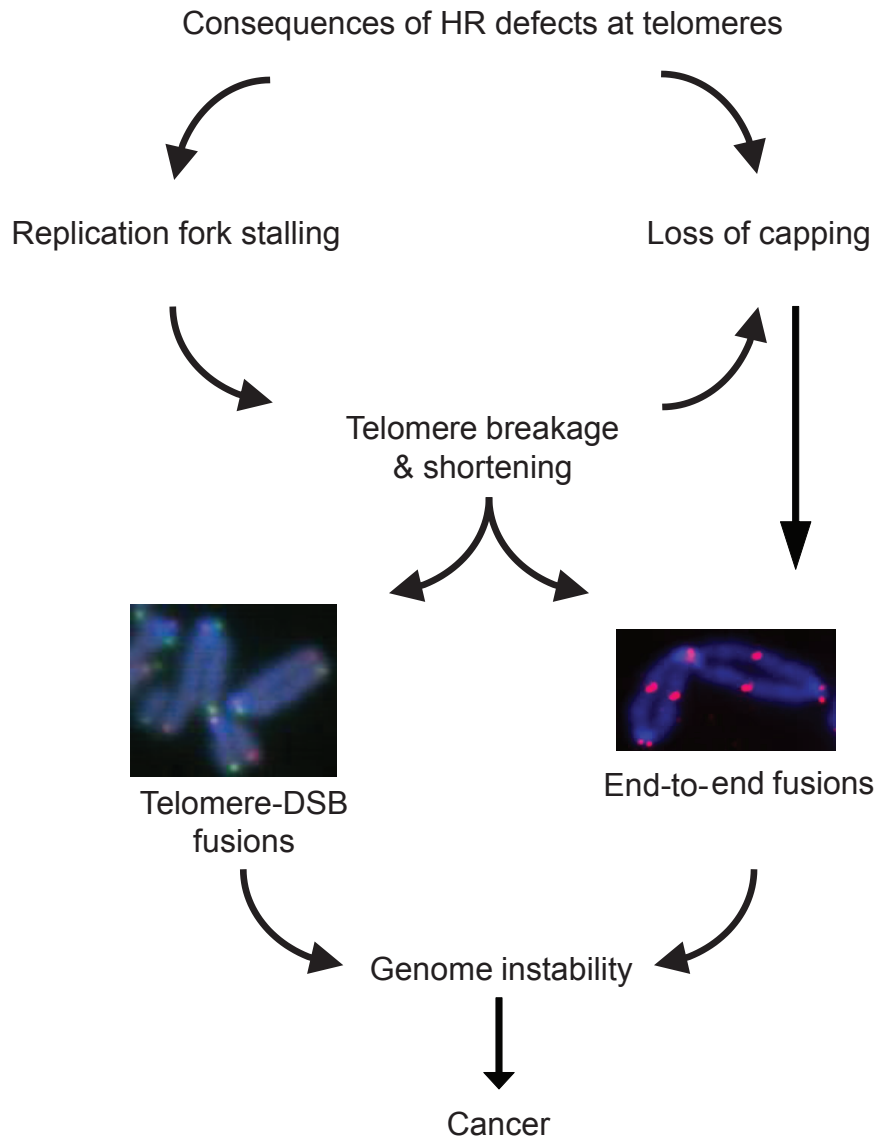 Consequences of HR defects at telomeres
Replication fork stalling
Loss of capping
Telomere breakage
& shortening
Telomere-DSB
fusions
End-to-end fusions
Genome instability
Cancer